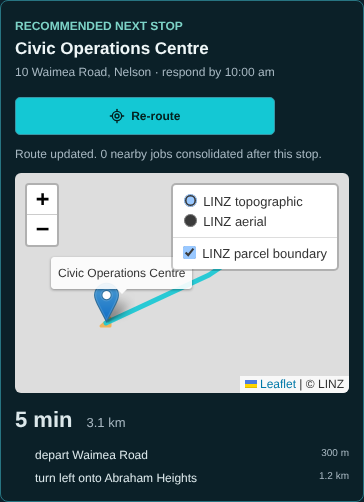 RECOMMENDED NEXT STOP
Civic Operations Centre
10 Waimea Road, Nelson · respond by 10:00 am
Re-route
Route updated. 0 nearby jobs consolidated after this stop.
+
−
LINZ topographic
LINZ aerial
LINZ parcel boundary
Civic Operations Centre
Leaflet | © LINZ
5 min 3.1 km
depart Waimea Road 300 m
turn left onto Abraham Heights 1.2 km